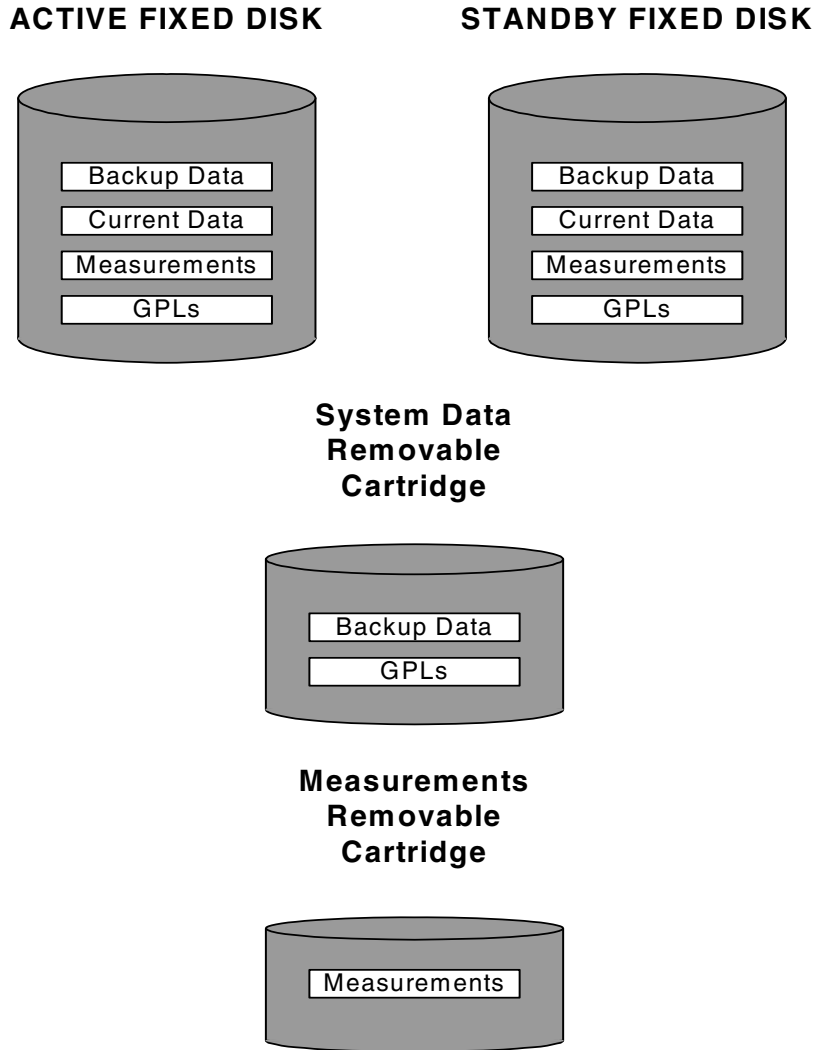 ACTIVE FIXED DISK
STANDBY FIXED DISK
Backup Data
Current Data
Measurements
GPLs
Backup Data
Current Data
Measurements
GPLs
System Data
Removable
Cartridge
Backup Data
GPLs
Measurements
Removable
Cartridge
Measurements